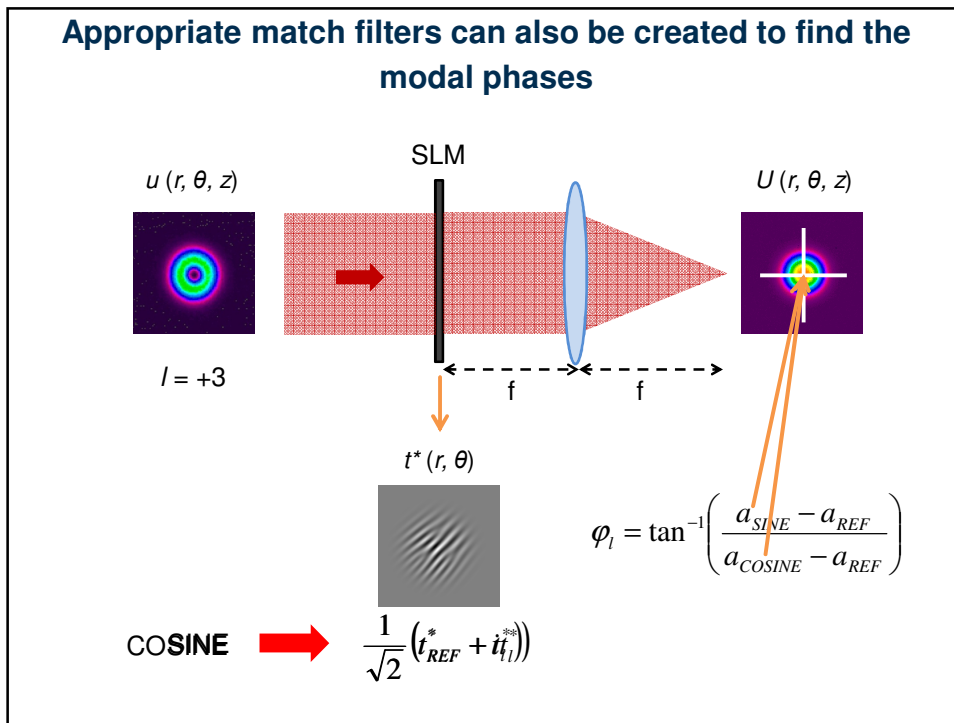 Appropriate match filters can also be created to find the
modal phases
SLM
u (r, θ, z)
U (r, θ, z)
l = +3
f
f
t* (r, θ)
φ_l = tan⁻¹( (a_SINE − a_REF) / (a_COSINE − a_REF) )
COSINE
1/√2 (t*_REF + it*_l)